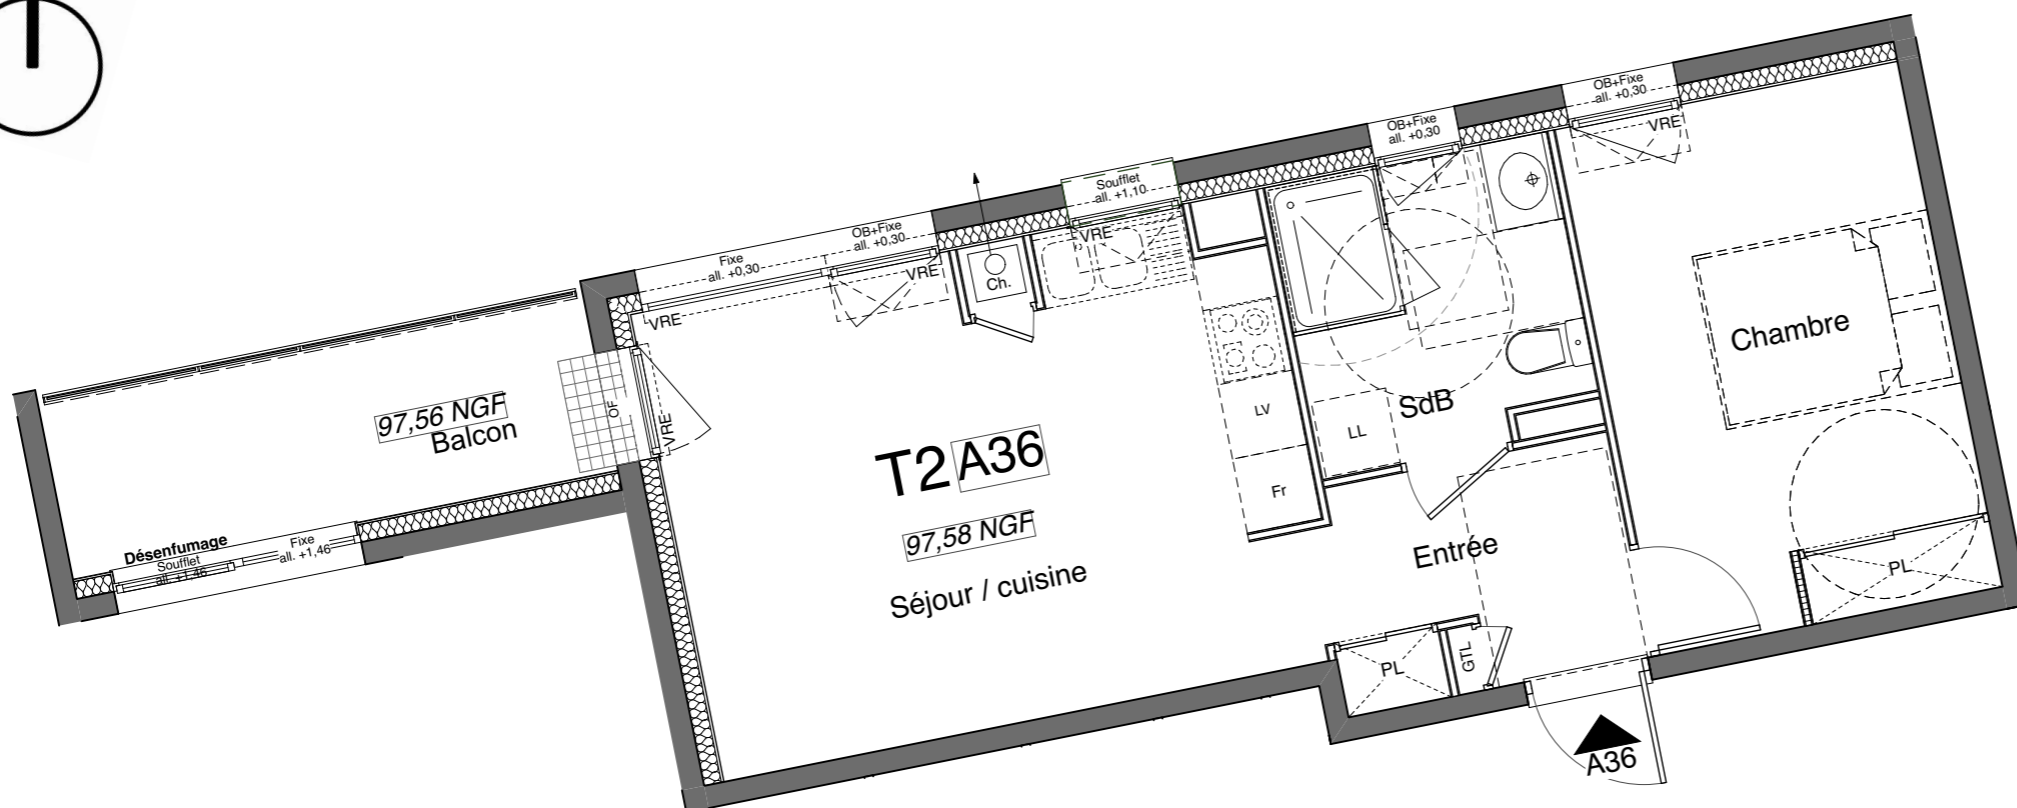 OB+Fixe
all. +0,30
VRE
OB+Fixe
all. +0,30
Soufflet
all. +1,10
VRE
OB+Fixe
all. +0,30
VRE
Fixe
all. +0,30
VRE
Ch.
Chambre
97,56 NGF
Balcon
OF
VRE
T2 A36
97,58 NGF
Séjour / cuisine
LV
Fr
LL
SdB
Entrée
Désenfumage
Soufflet
all. +1,46
Fixe
all. +1,46
PL
GTL
PL
A36